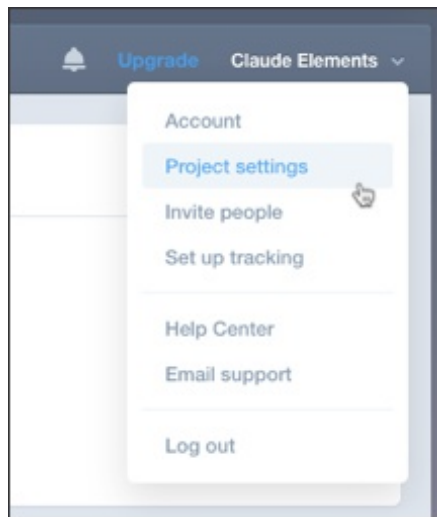 Upgrade Claude Elements
Account
Project settings
Invite people
Set up tracking
Help Center
Email support
Log out